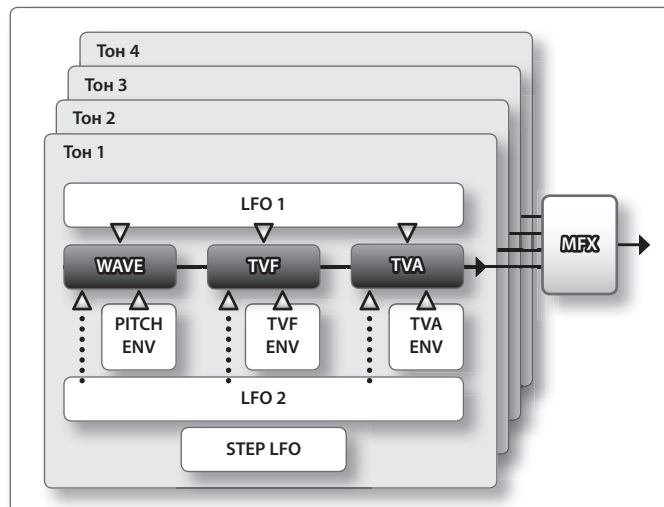 Тон 4
Тон 3
Тон 2
Тон 1
LFO 1
WAVE
TVF
TVA
MFX
PITCH
ENV
TVF
ENV
TVA
ENV
LFO 2
STEP LFO